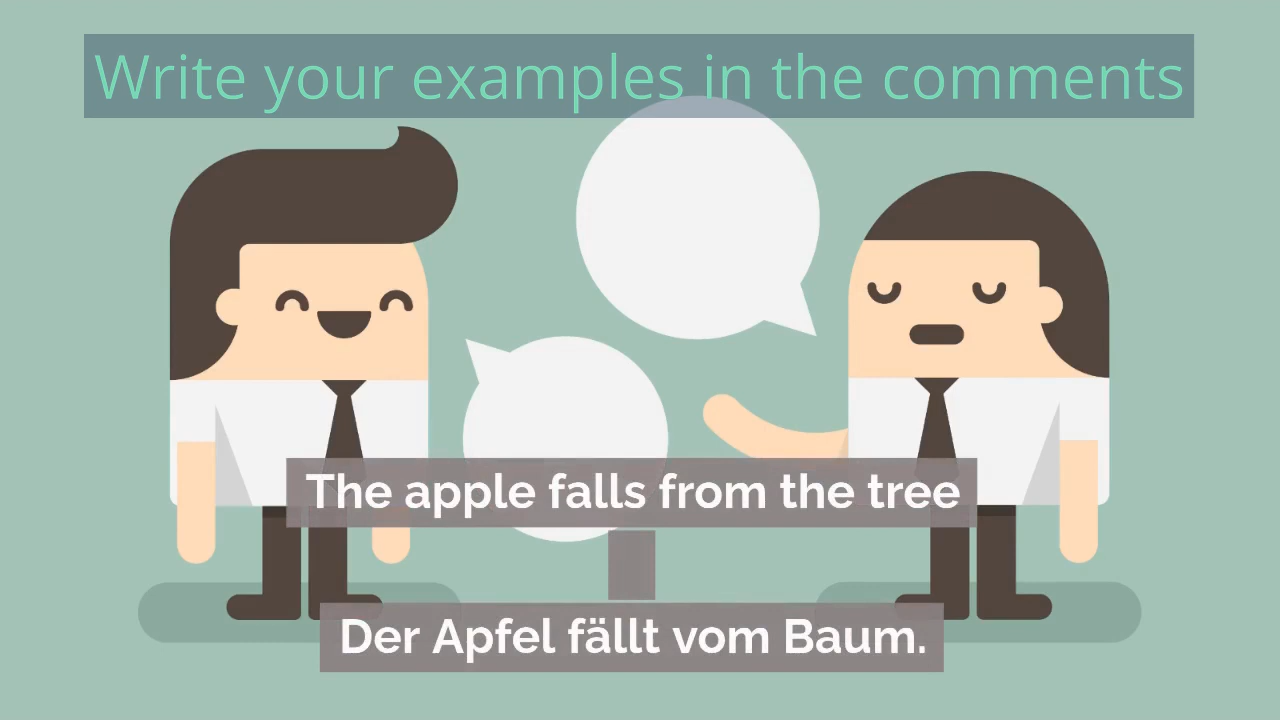 Write your examples in the comments
The apple falls from the tree
Der Apfel fällt vom Baum.